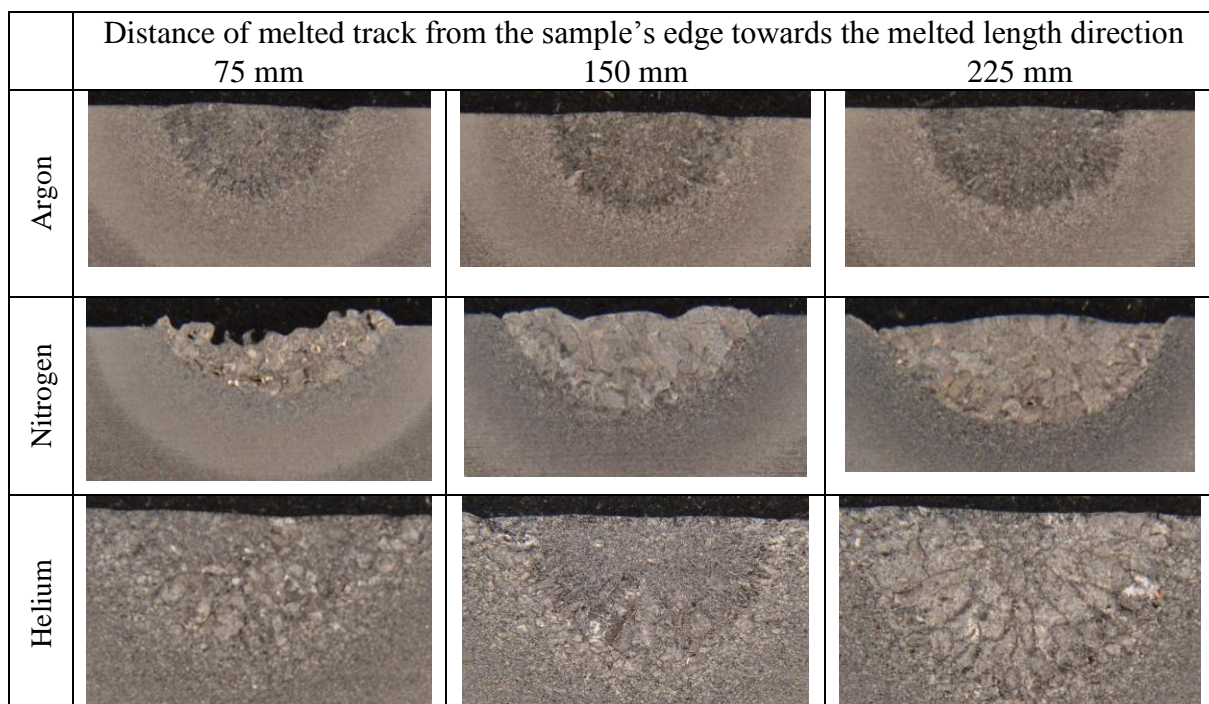 Distance of melted track from the sample’s edge towards the melted length direction
75 mm
150 mm
225 mm
Argon
Nitrogen
Helium